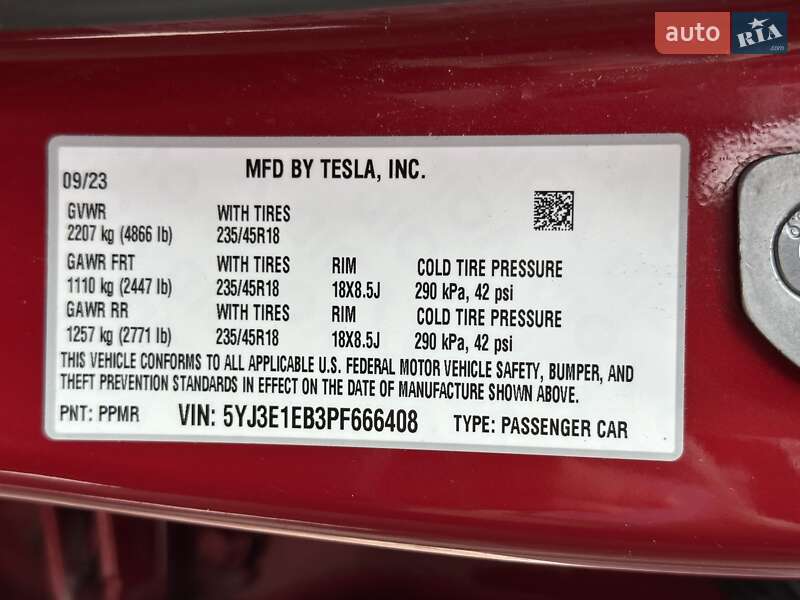 auto RIA.com
MFD BY TESLA, INC.
09/23
GVWR WITH TIRES
2207 kg (4866 lb) 235/45R18
GAWR FRT WITH TIRES RIM COLD TIRE PRESSURE
1110 kg (2447 lb) 235/45R18 18X8.5J 290 kPa, 42 psi
GAWR RR WITH TIRES RIM COLD TIRE PRESSURE
1257 kg (2771 lb) 235/45R18 18X8.5J 290 kPa, 42 psi
THIS VEHICLE CONFORMS TO ALL APPLICABLE U.S. FEDERAL MOTOR VEHICLE SAFETY, BUMPER, AND
THEFT PREVENTION STANDARDS IN EFFECT ON THE DATE OF MANUFACTURE SHOWN ABOVE.
PNT: PPMR VIN: 5YJ3E1EB3PF666408 TYPE: PASSENGER CAR